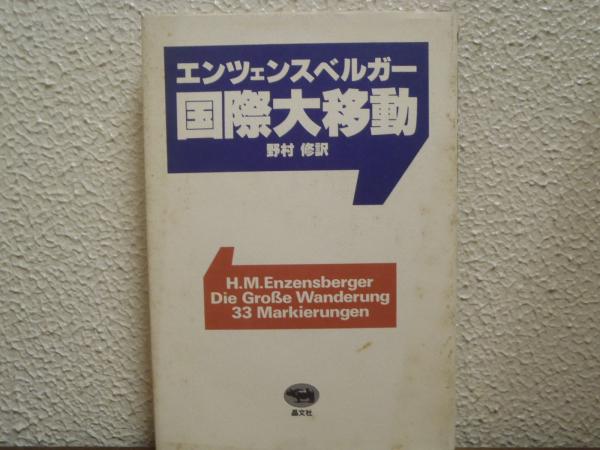 エンツェンスベルガー
国際大移動
野村 修訳
H.M.Enzensberger
Die Große Wanderung
33 Markierungen
晶文社